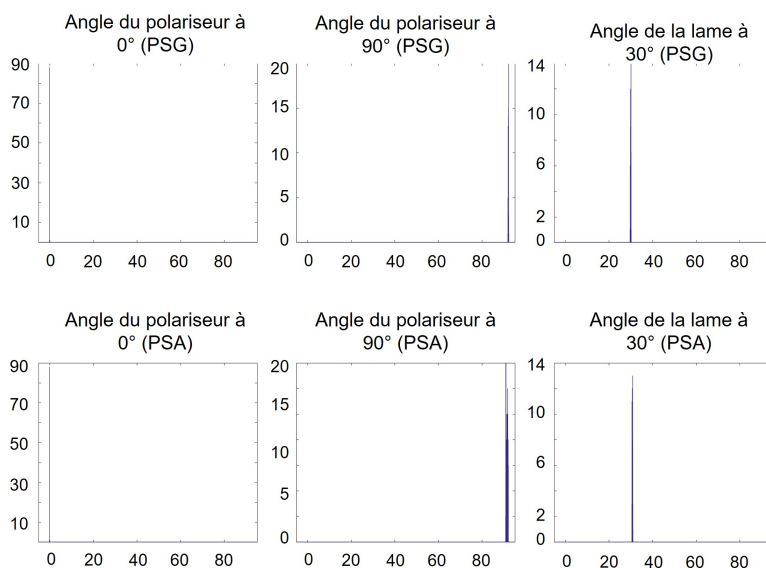 Angle du polariseur à
0° (PSG)
90
70
50
30
10
0 20 40 60 80
Angle du polariseur à
90° (PSG)
20
15
10
5
0
0 20 40 60 80
Angle de la lame à
30° (PSG)
14
10
6
2
0
0 20 40 60 80
Angle du polariseur à
0° (PSA)
90
70
50
30
10
0 20 40 60 80
Angle du polariseur à
90° (PSA)
20
15
10
5
0
0 20 40 60 80
Angle de la lame à
30° (PSA)
14
10
6
2
0
0 20 40 60 80